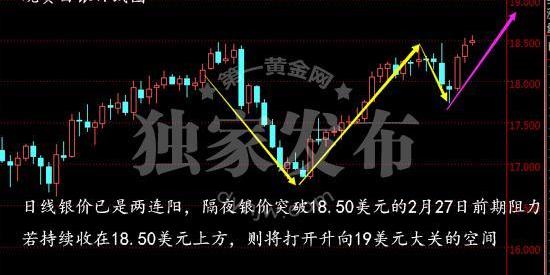 19.000
18.500
18.000
第一黄金网
17.500
独家发布
17.000
日线银价已是两连阳，隔夜银价突破18.50美元的2月27日前期阻力
若持续收在18.50美元上方，则将打开升向19美元大关的空间
16.500
16.000